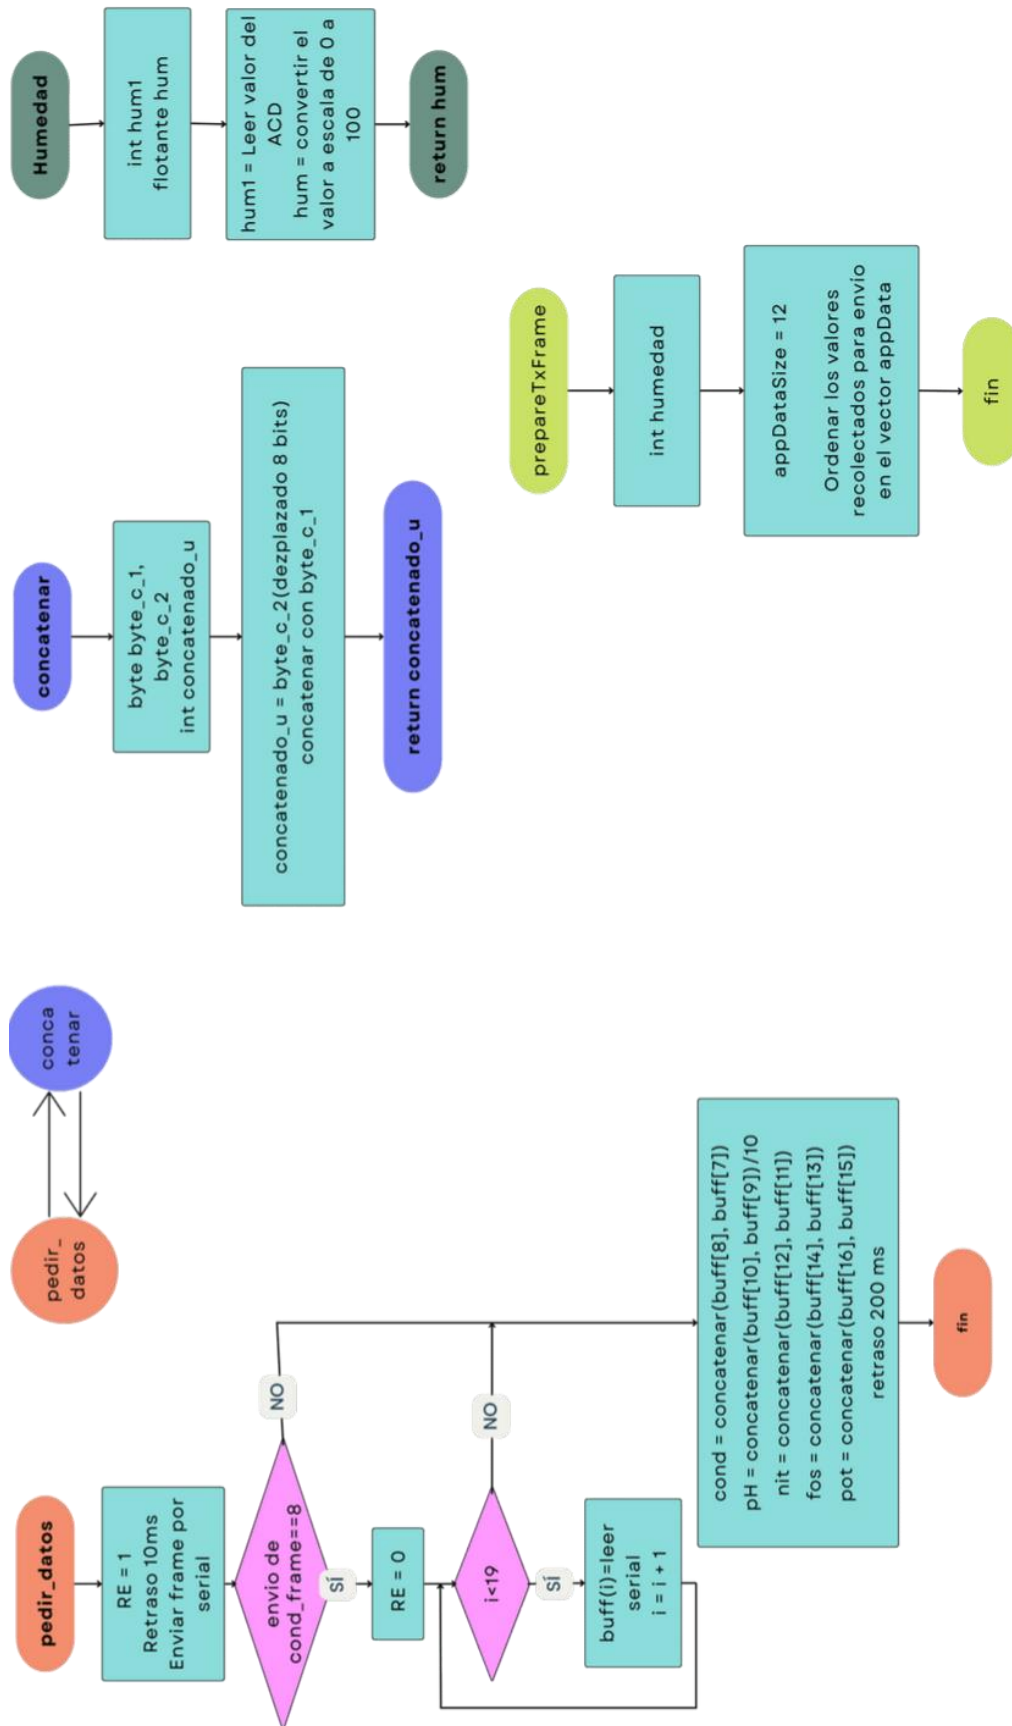 pedir_datos
RE = 1
Retraso 10ms
Enviar frame por
serial
envio de
cond_frame==8
SÍ
NO
RE = 0
i<19
SÍ
NO
buff(i)=leer
serial
i = i + 1
cond = concatenar(buff[8], buff[7])
pH = concatenar(buff[10], buff[9])/10
nit = concatenar(buff[12], buff[11])
fos = concatenar(buff[14], buff[13])
pot = concatenar(buff[16], buff[15])
retraso 200 ms
fin
pedir_
datos
conca
tenar
concatenar
byte byte_c_1,
byte_c_2
int concatenado_u
concatenado_u = byte_c_2(dezplazado 8 bits)
concatenar con byte_c_1
return concatenado_u
Humedad
int hum1
flotante hum
hum1 = Leer valor del
ACD
hum = convertir el
valor a escala de 0 a
100
return hum
prepareTxFrame
int humedad
appDataSize = 12
Ordenar los valores
recolectados para envio
en el vector appData
fin